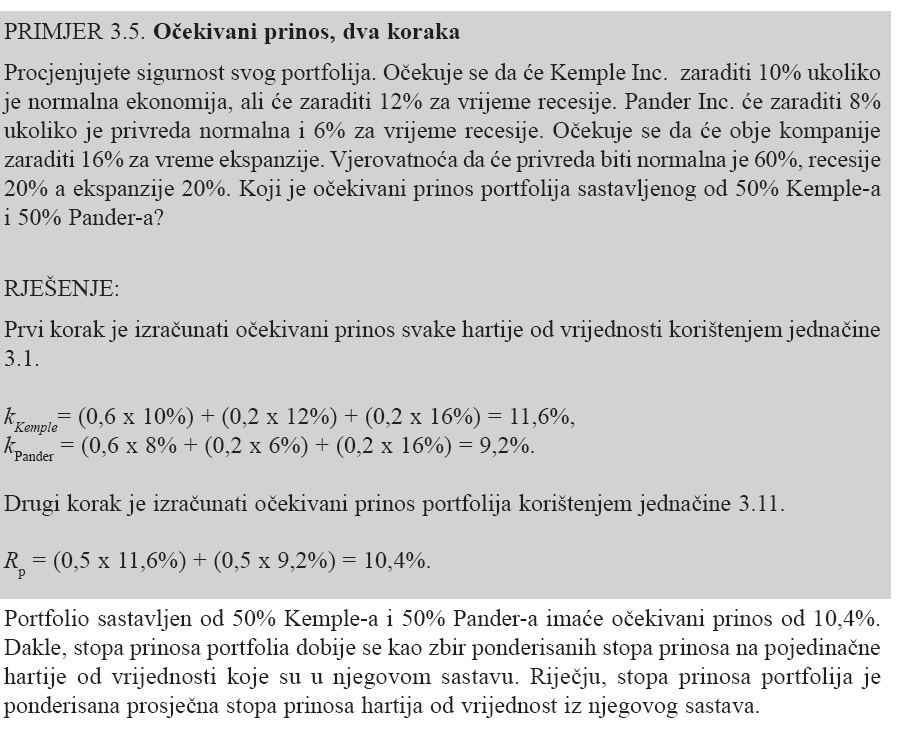 PRIMJER 3.5. Očekivani prinos, dva koraka
Procjenjujete sigurnost svog portfolija. Očekuje se da će Kemple Inc. zaraditi 10% ukoliko
je normalna ekonomija, ali će zaraditi 12% za vrijeme recesije. Pander Inc. će zaraditi 8%
ukoliko je privreda normalna i 6% za vrijeme recesije. Očekuje se da će obje kompanije
zaraditi 16% za vreme ekspanzije. Vjerovatnoća da će privreda biti normalna je 60%, recesije
20% a ekspanzije 20%. Koji je očekivani prinos portfolija sastavljenog od 50% Kemple-a
i 50% Pander-a?
RJEŠENJE:
Prvi korak je izračunati očekivani prinos svake hartije od vrijednosti korištenjem jednačine
3.1.
kKemple= (0,6 x 10%) + (0,2 x 12%) + (0,2 x 16%) = 11,6%,
kPander = (0,6 x 8% + (0,2 x 6%) + (0,2 x 16%) = 9,2%.
Drugi korak je izračunati očekivani prinos portfolija korištenjem jednačine 3.11.
Rp = (0,5 x 11,6%) + (0,5 x 9,2%) = 10,4%.
Portfolio sastavljen od 50% Kemple-a i 50% Pander-a imaće očekivani prinos od 10,4%.
Dakle, stopa prinosa portfolia dobije se kao zbir ponderisanih stopa prinosa na pojedinačne
hartije od vrijednosti koje su u njegovom sastavu. Riječju, stopa prinosa portfolija je
ponderisana prosječna stopa prinosa hartija od vrijednost iz njegovog sastava.